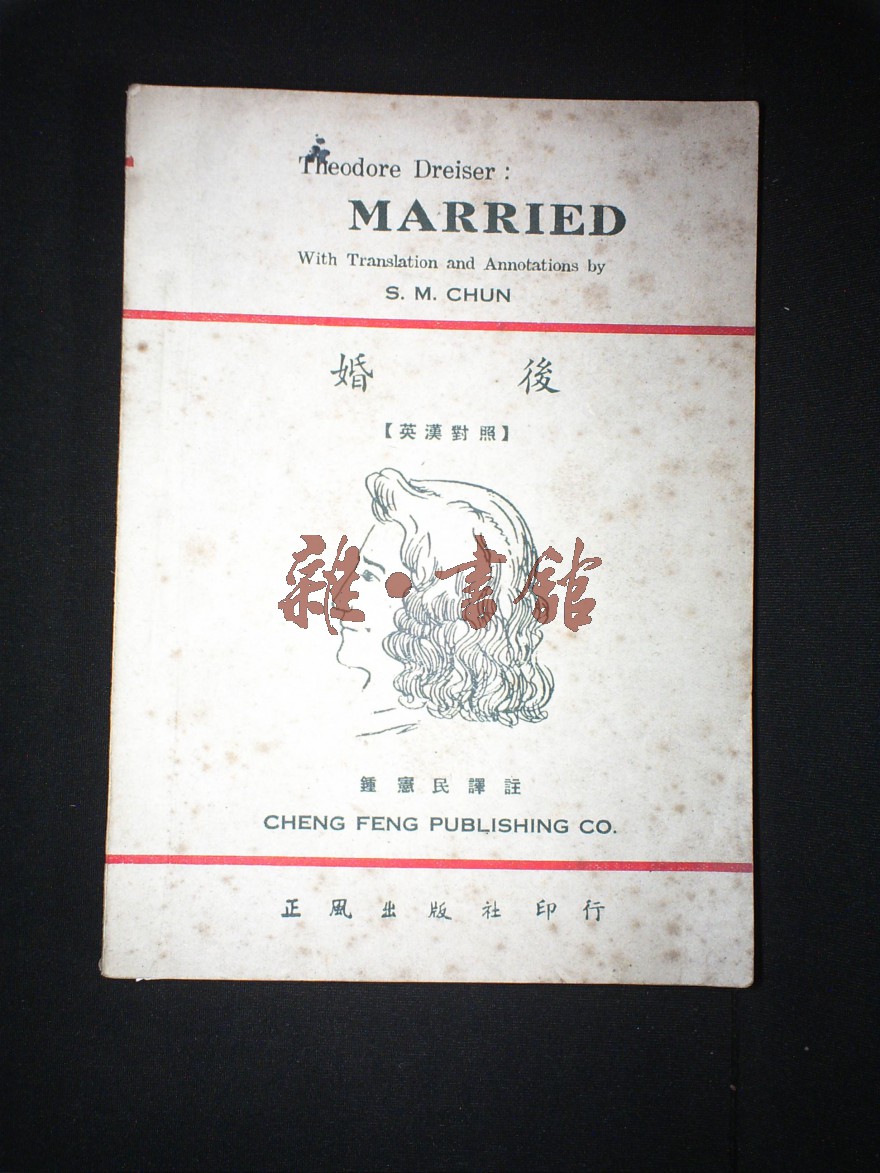 Theodore Dreiser :
MARRIED
With Translation and Annotations by
S. M. CHUN
婚後
【英漢對照】
雜·書館
鍾憲民譯註
CHENG FENG PUBLISHING CO.
正風出版社印行